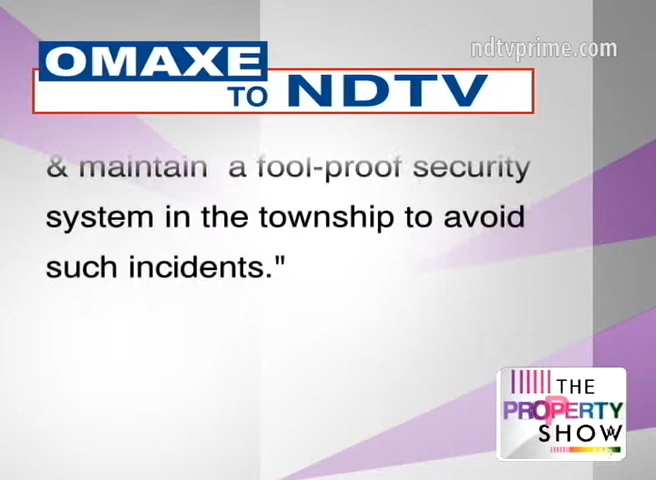 ndtvprime.com
OMAXE
TO NDTV
& maintain a fool-proof security
system in the township to avoid
such incidents."
THE
PROPERTY
SHOW